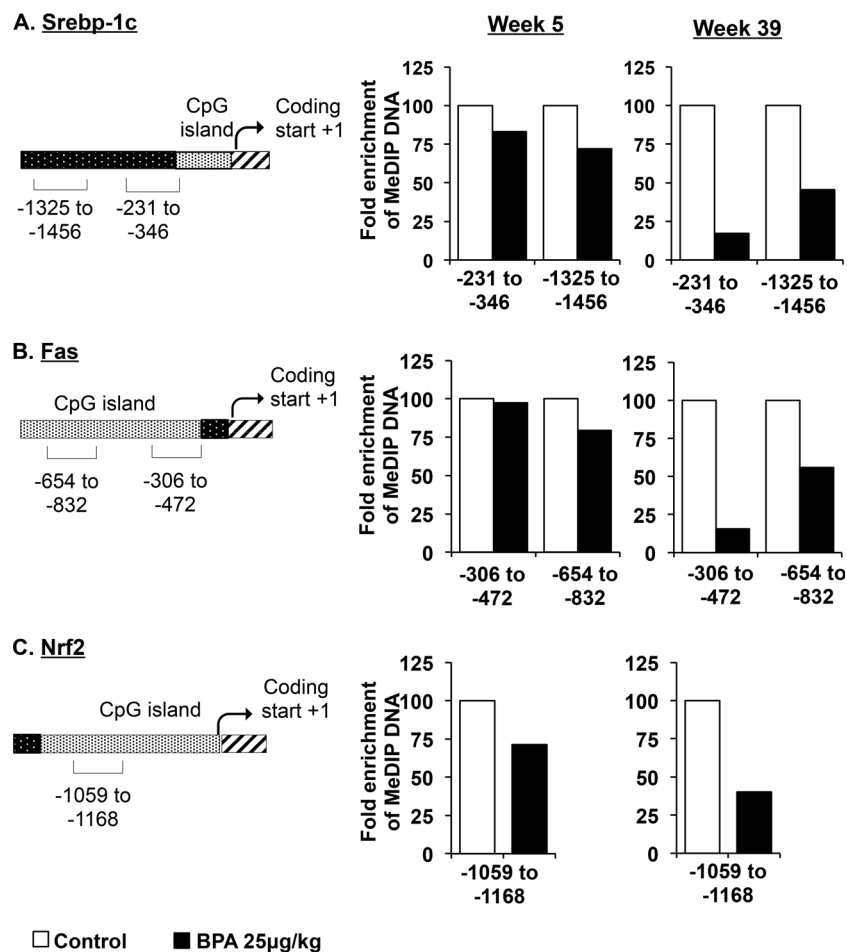 A. Srebp-1c
Week 5
Week 39
CpG
island
Coding
start +1
-1325 to
-1456
-231 to
-346
Fold enrichment
of MeDIP DNA
125
100
75
50
25
0
-231 to
-346
-1325 to
-1456
125
100
75
50
25
0
-231 to
-346
-1325 to
-1456
B. Fas
CpG island
Coding
start +1
-654 to
-832
-306 to
-472
Fold enrichment
of MeDIP DNA
125
100
75
50
25
0
-306 to
-472
-654 to
-832
125
100
75
50
25
0
-306 to
-472
-654 to
-832
C. Nrf2
CpG island
Coding
start +1
-1059 to
-1168
Fold enrichment
of MeDIP DNA
125
100
75
50
25
0
-1059 to
-1168
125
100
75
50
25
0
-1059 to
-1168
Control
BPA 25µg/kg